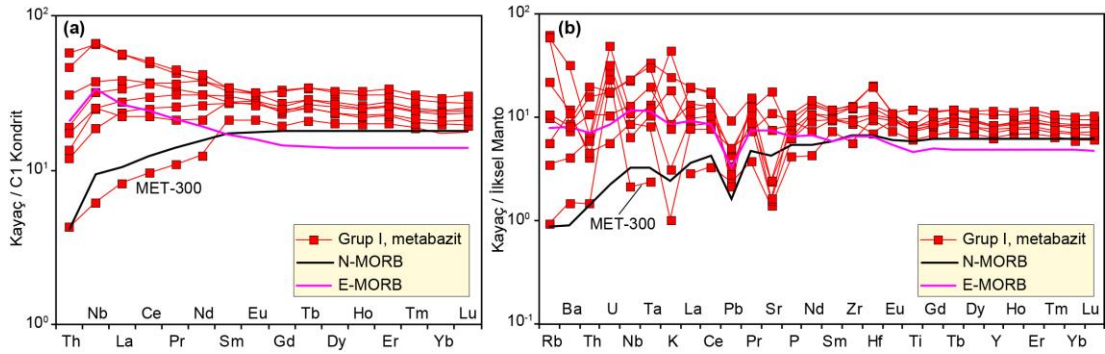 (a)
Kayaç / C1 Kondrit
10²
10¹
10⁰
MET-300
Grup I, metabazit
N-MORB
E-MORB
Nb Ce Nd Eu Tb Ho Tm Lu
Th La Pr Sm Gd Dy Er Yb
(b)
Kayaç / İlksel Manto
10²
10¹
10⁰
10⁻¹
MET-300
Grup I, metabazit
N-MORB
E-MORB
Ba U Ta La Pb Sr Nd Zr Eu Gd Dy Ho Tm Lu
Rb Th Nb K Ce Pr P Sm Hf Ti Tb Y Er Yb